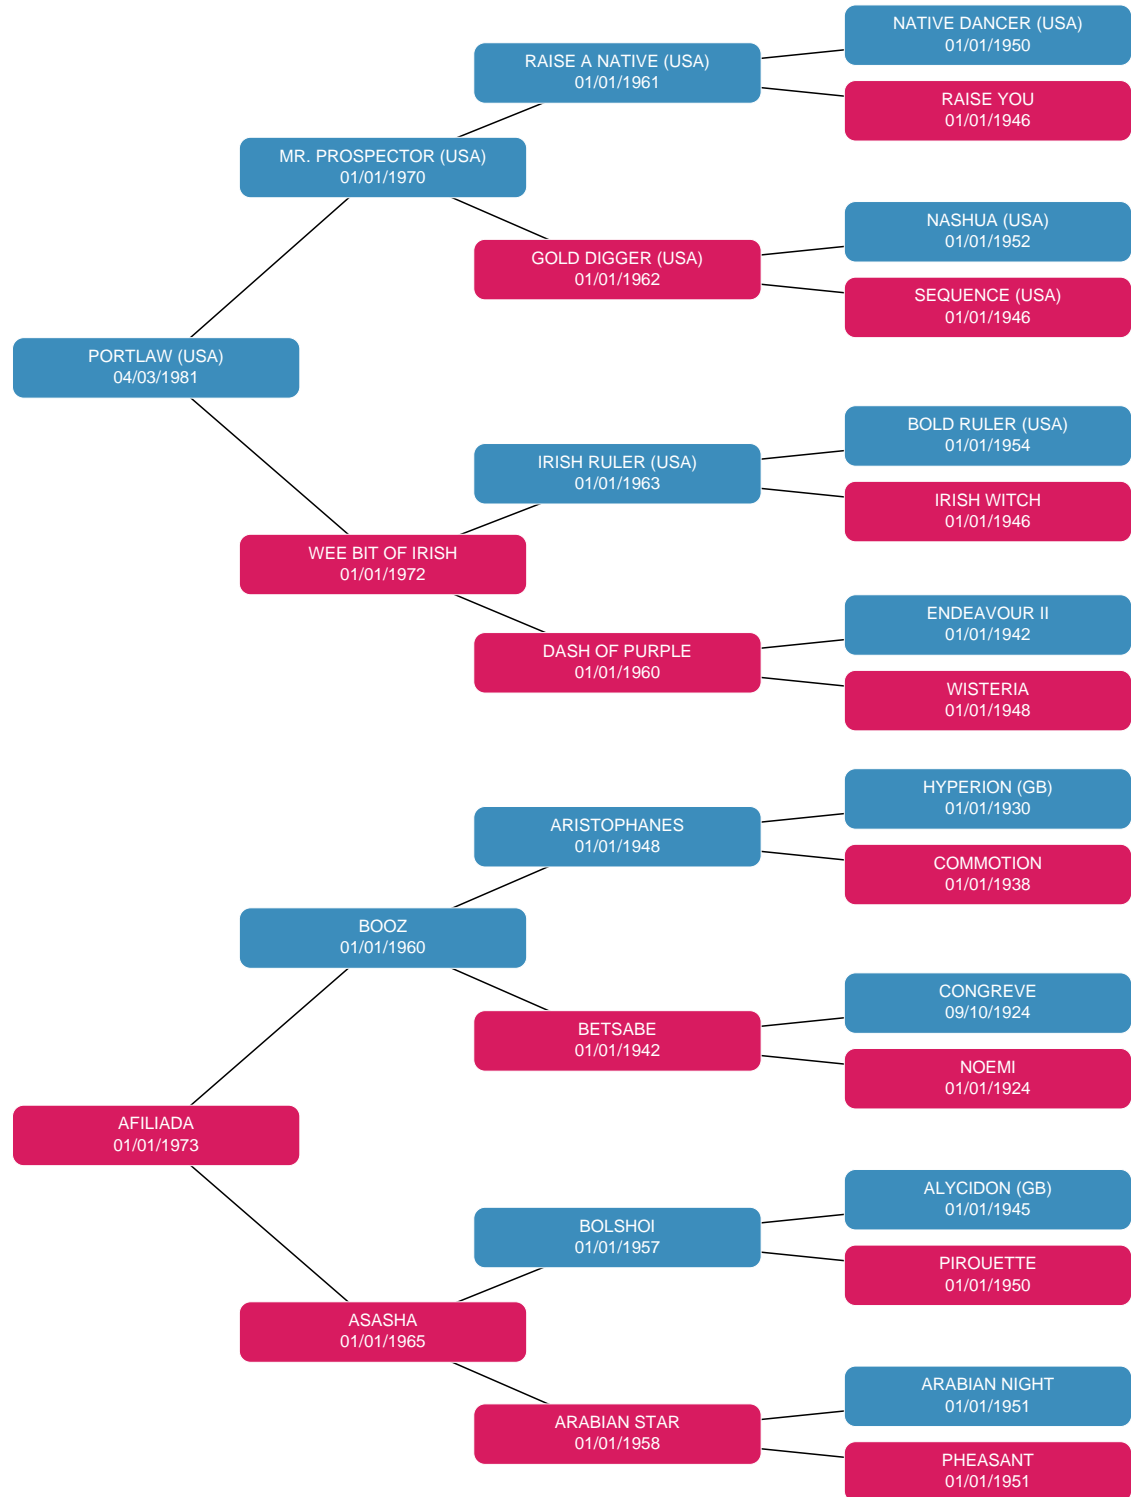 NATIVE DANCER (USA)
01/01/1950
RAISE A NATIVE (USA)
01/01/1961
RAISE YOU
01/01/1946
MR. PROSPECTOR (USA)
01/01/1970
NASHUA (USA)
01/01/1952
GOLD DIGGER (USA)
01/01/1962
SEQUENCE (USA)
01/01/1946
PORTLAW (USA)
04/03/1981
BOLD RULER (USA)
01/01/1954
IRISH RULER (USA)
01/01/1963
IRISH WITCH
01/01/1946
WEE BIT OF IRISH
01/01/1972
ENDEAVOUR II
01/01/1942
DASH OF PURPLE
01/01/1960
WISTERIA
01/01/1948
HYPERION (GB)
01/01/1930
ARISTOPHANES
01/01/1948
COMMOTION
01/01/1938
BOOZ
01/01/1960
CONGREVE
09/10/1924
BETSABE
01/01/1942
NOEMI
01/01/1924
AFILIADA
01/01/1973
ALYCIDON (GB)
01/01/1945
BOLSHOI
01/01/1957
PIROUETTE
01/01/1950
ASASHA
01/01/1965
ARABIAN NIGHT
01/01/1951
ARABIAN STAR
01/01/1958
PHEASANT
01/01/1951